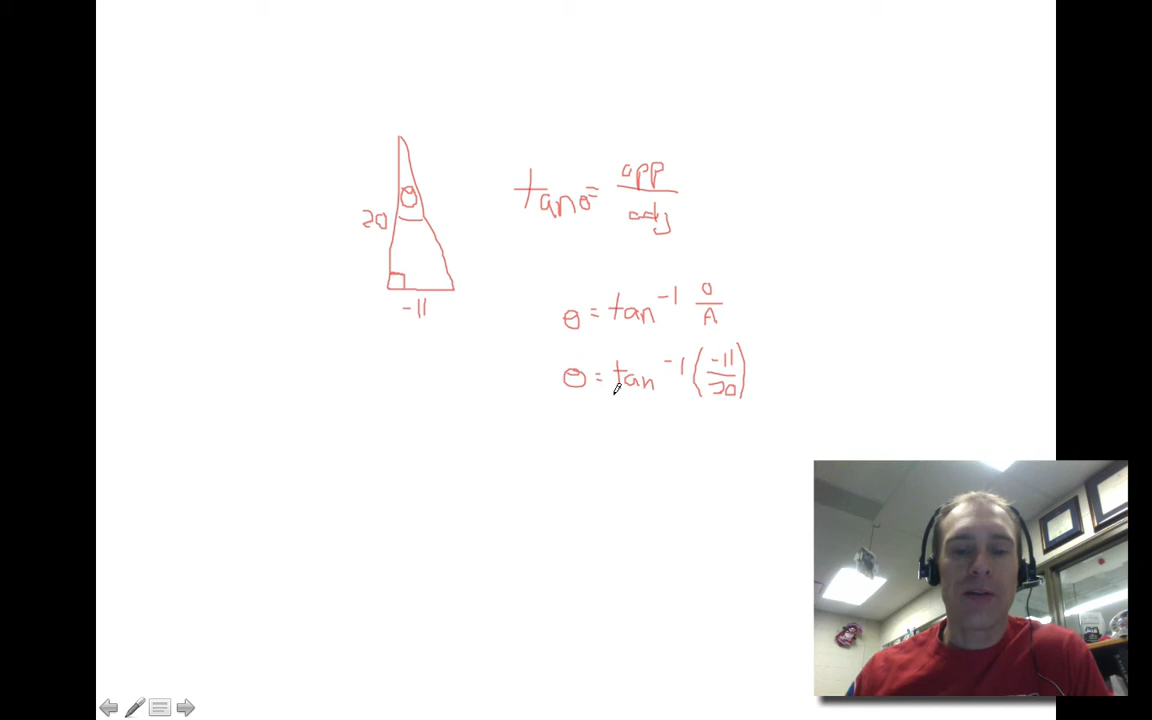 20
θ
-11
tanθ = opp/adj
θ = tan⁻¹ O/A
θ = tan⁻¹(-11/20)